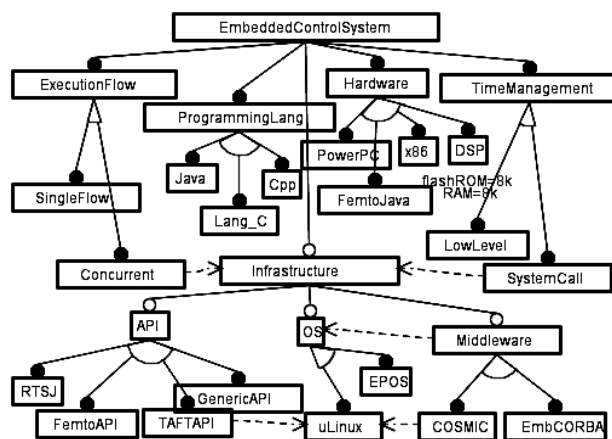 EmbeddedControlSystem
ExecutionFlow
Hardware
TimeManagement
ProgrammingLang
PowerPC
x86
DSP
Java
Cpp
flashROM=8k
RAM=8k
SingleFlow
FemtoJava
Lang_C
LowLevel
Concurrent
Infrastructure
SystemCall
API
OS
Middleware
RTSJ
GenericAPI
EPOS
FemtoAPI
TAFTAPI
uLinux
COSMIC
EmbCORBA